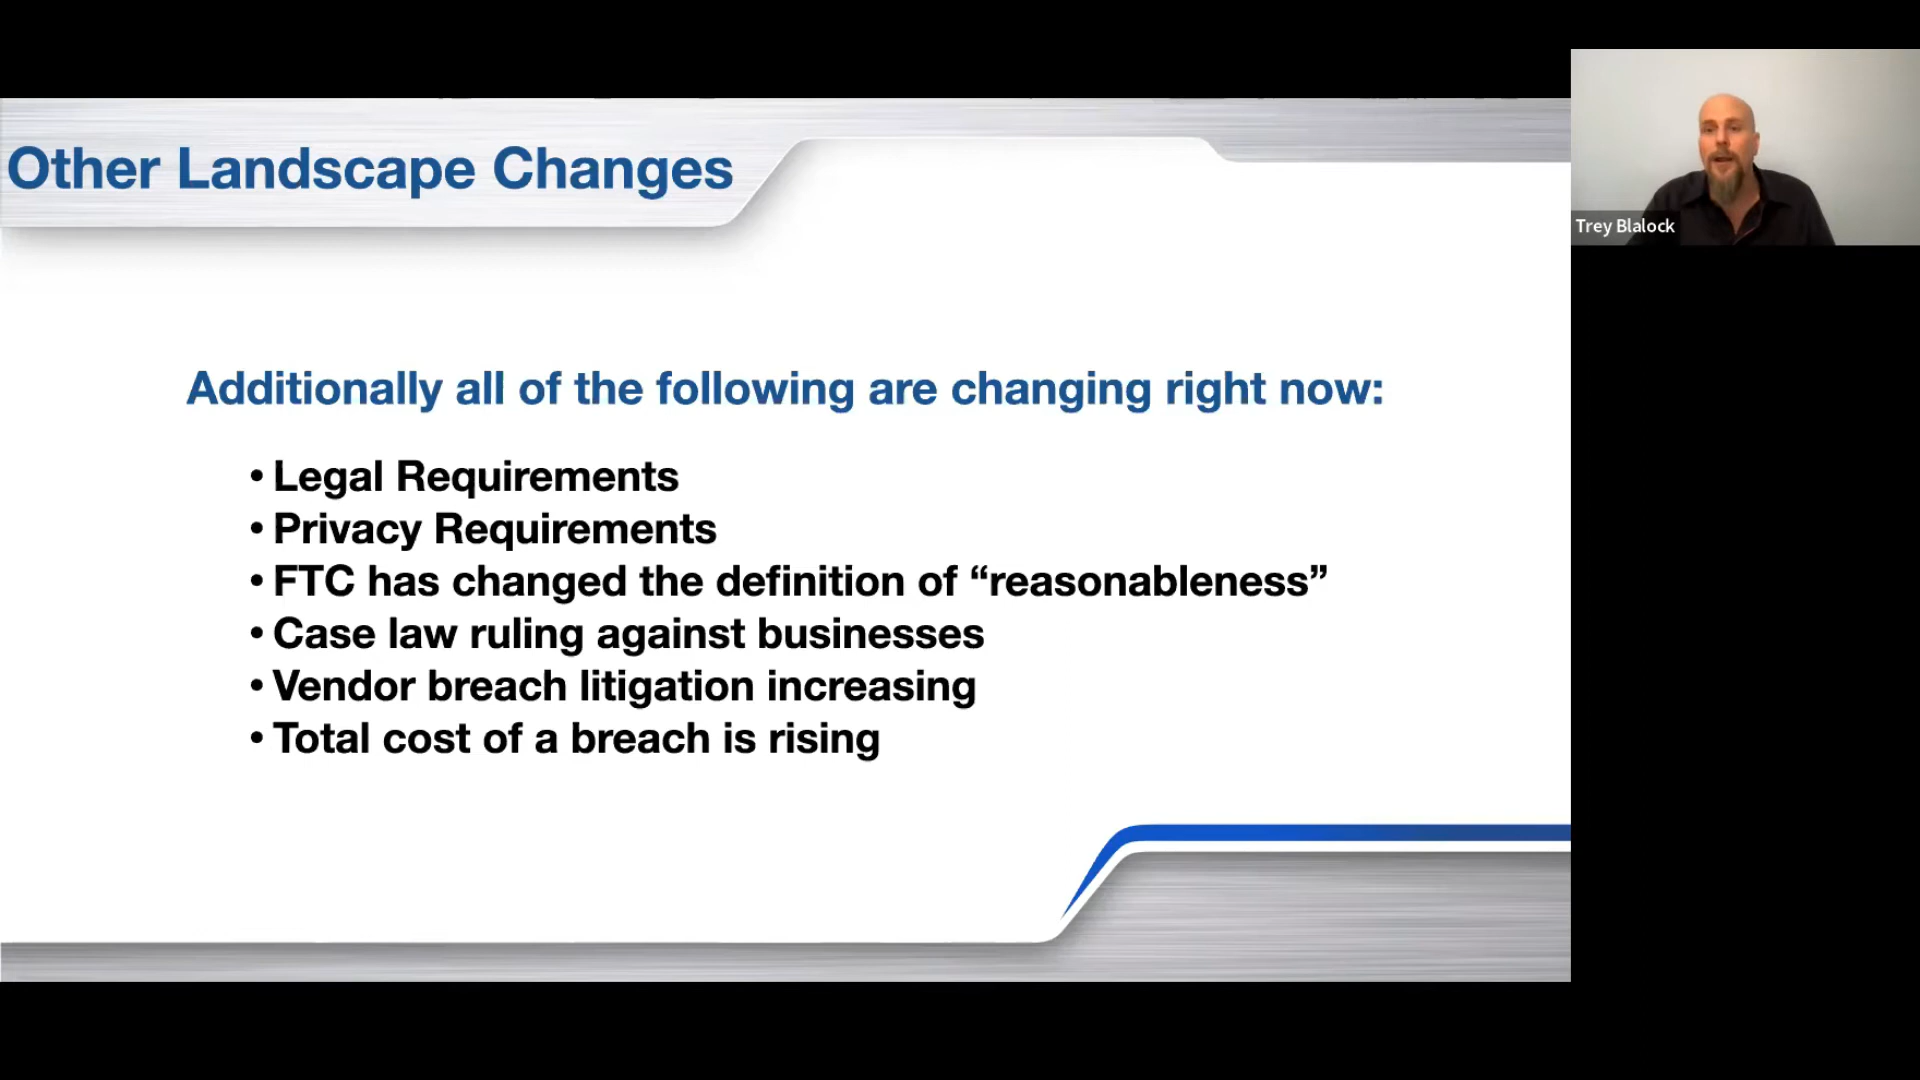 Other Landscape Changes
Trey Blalock
Additionally all of the following are changing right now:
• Legal Requirements
• Privacy Requirements
• FTC has changed the definition of “reasonableness”
• Case law ruling against businesses
• Vendor breach litigation increasing
• Total cost of a breach is rising